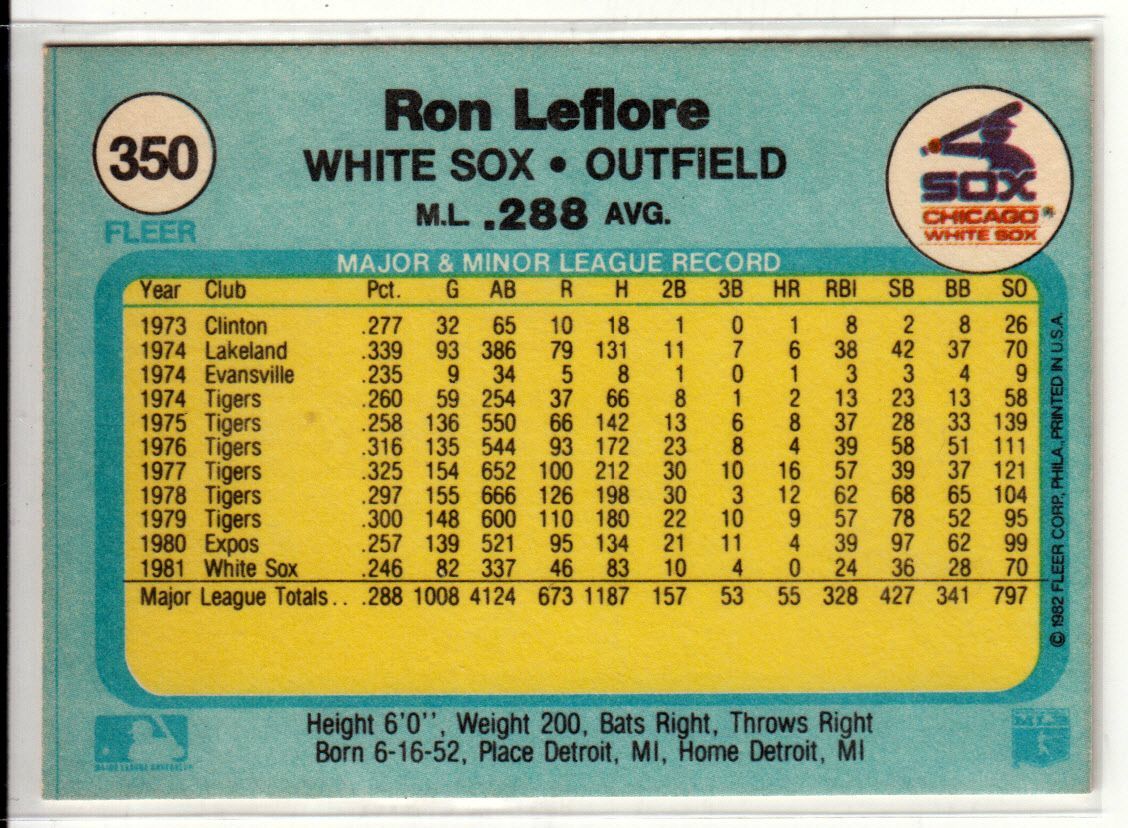 Ron Leflore
350
WHITE SOX • OUTFIELD
FLEER
M.L. .288 AVG.
SOX
CHICAGO
WHITE SOX
MAJOR & MINOR LEAGUE RECORD
Year Club Pct. G AB R H 2B 3B HR RBI SB BB SO
1973 Clinton .277 32 65 10 18 1 0 1 8 2 8 26
1974 Lakeland .339 93 386 79 131 11 7 6 38 42 37 70
1974 Evansville .235 9 34 5 8 1 0 1 3 3 4 9
1974 Tigers .260 59 254 37 66 8 1 2 13 23 13 58
1975 Tigers .258 136 550 66 142 13 6 8 37 28 33 139
1976 Tigers .316 135 544 93 172 23 8 4 39 58 51 111
1977 Tigers .325 154 652 100 212 30 10 16 57 39 37 121
1978 Tigers .297 155 666 126 198 30 3 12 62 68 65 104
1979 Tigers .300 148 600 110 180 22 10 9 57 78 52 95
1980 Expos .257 139 521 95 134 21 11 4 39 97 62 99
1981 White Sox .246 82 337 46 83 10 4 0 24 36 28 70
Major League Totals. . .288 1008 4124 673 1187 157 53 55 328 427 341 797
© 1982 FLEER CORP., PHILA., PRINTED IN U.S.A.
Height 6'0'', Weight 200, Bats Right, Throws Right
Born 6-16-52, Place Detroit, MI, Home Detroit, MI